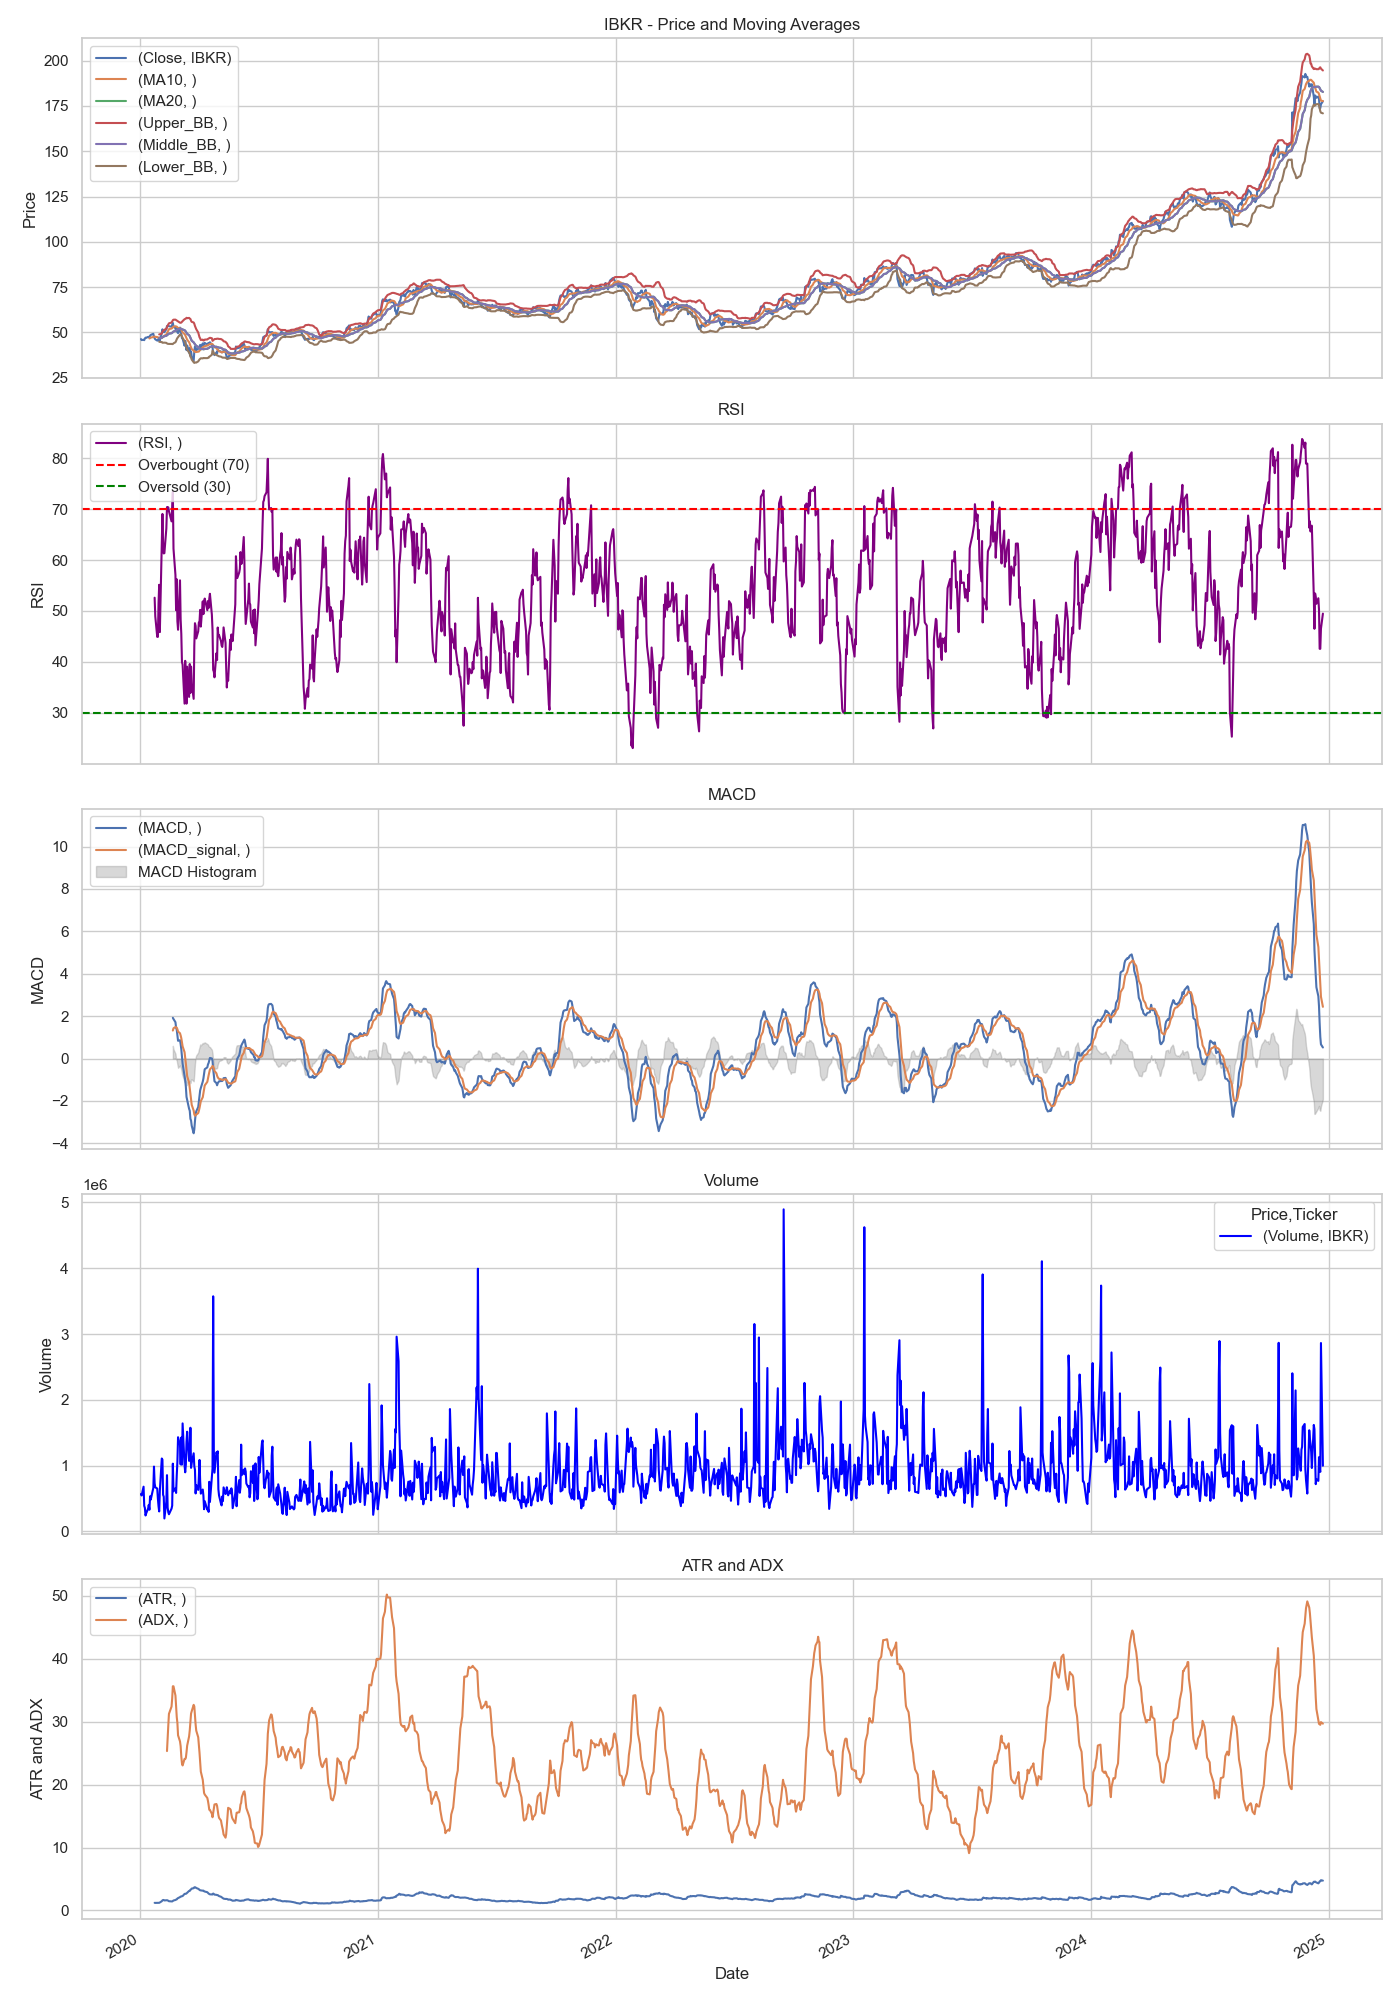 IBKR - Price and Moving Averages
(Close, IBKR)
(MA10, )
(MA20, )
(Upper_BB, )
(Middle_BB, )
(Lower_BB, )
Price
200
175
150
125
100
75
50
25
RSI
(RSI, )
Overbought (70)
Oversold (30)
RSI
80
70
60
50
40
30
MACD
(MACD, )
(MACD_signal, )
MACD Histogram
MACD
10
8
6
4
2
0
−2
−4
Volume
1e6
Price,Ticker
(Volume, IBKR)
Volume
5
4
3
2
1
0
ATR and ADX
(ATR, )
(ADX, )
ATR and ADX
50
40
30
20
10
0
2020
2021
2022
2023
2024
2025
Date